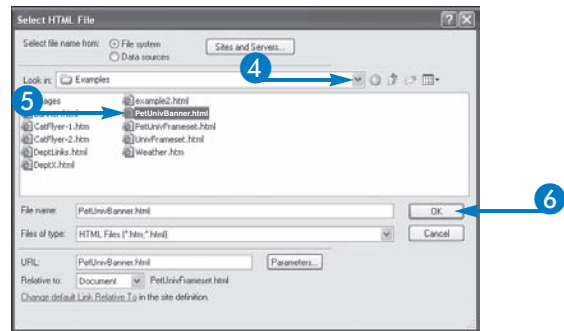 Select HTML File
Select file name from: File system Sites and Servers...
Data sources
4
Look in: Examples
5
ages example2.html
PetUnivBanner.html
CatFlyer-1.htm PetUnivFrameset.html
CatFlyer-2.htm UnivFrameset.html
DeptLinks.html Weather.htm
DeptX.html
File name: PetUnivBanner.html OK
6
Files of type: HTML Files (*.htm;*.html) Cancel
URL: PetUnivBanner.html Parameters...
Relative to: Document PetUnivFrameset.html
Change default Link Relative To in the site definition.